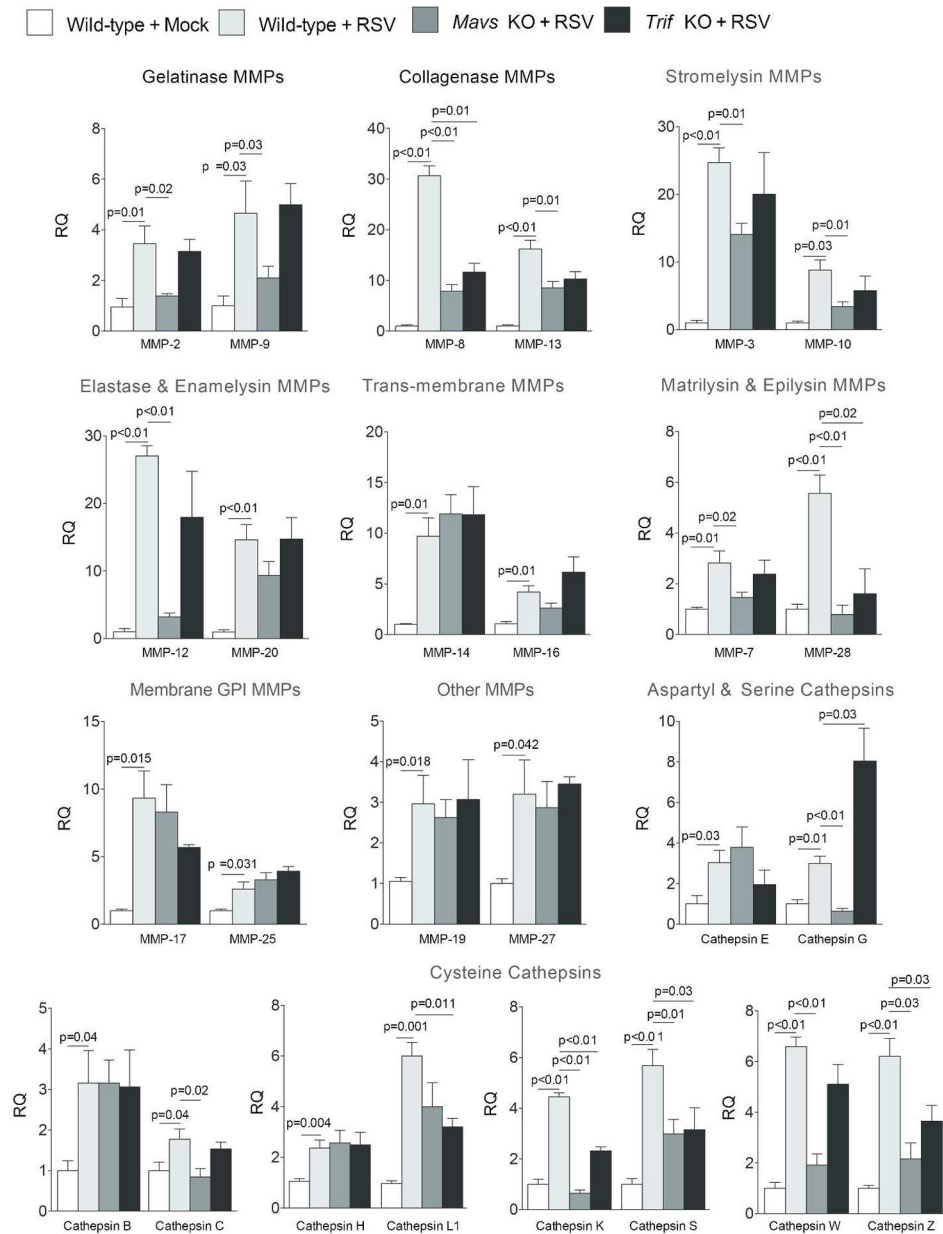 Wild-type + Mock Wild-type + RSV Mavs KO + RSV Trif KO + RSV
Gelatinase MMPs
8
6
4
2
0
RQ
p=0.01
p=0.02
p =0.03
p=0.03
MMP-2 MMP-9
Collagenase MMPs
40
30
20
10
0
RQ
p=0.01
p<0.01
p<0.01
p=0.01
p<0.01
MMP-8 MMP-13
Stromelysin MMPs
30
20
10
0
RQ
p=0.01
p<0.01
p=0.01
p=0.03
MMP-3 MMP-10
Elastase & Enamelysin MMPs
30
20
10
0
RQ
p<0.01
p<0.01
p<0.01
MMP-12 MMP-20
Trans-membrane MMPs
20
15
10
5
0
RQ
p=0.01
p=0.01
MMP-14 MMP-16
Matrilysin & Epilysin MMPs
8
6
4
2
0
RQ
p=0.02
p<0.01
p<0.01
p=0.02
p=0.01
MMP-7 MMP-28
Membrane GPI MMPs
15
10
5
0
RQ
p=0.015
p =0.031
MMP-17 MMP-25
Other MMPs
5
4
3
2
1
0
RQ
p=0.018
p=0.042
MMP-19 MMP-27
Aspartyl & Serine Cathepsins
10
8
6
4
2
0
RQ
p=0.03
p<0.01
p=0.01
p=0.03
Cathepsin E Cathepsin G
Cysteine Cathepsins
5
4
3
2
1
0
RQ
p=0.04
p=0.02
p=0.04
Cathepsin B Cathepsin C
8
6
4
2
0
RQ
p=0.011
p=0.001
p=0.004
Cathepsin H Cathepsin L1
8
6
4
2
0
RQ
p=0.03
p=0.01
p<0.01
p<0.01
p<0.01
p<0.01
Cathepsin K Cathepsin S
8
6
4
2
0
RQ
p=0.03
p<0.01
p=0.03
p<0.01
p<0.01
Cathepsin W Cathepsin Z